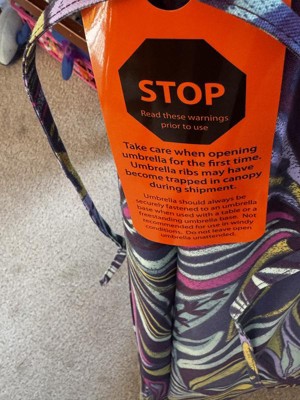 STOP
Read these warnings
prior to use
Take care when opening
umbrella for the first time.
Umbrella ribs may have
become trapped in canopy
during shipment.
Umbrella should always be
securely fastened to an umbrella
base when used with a table or a
freestanding umbrella base. Not
recommended for use in windy
conditions. Do not leave open
umbrella unattended.